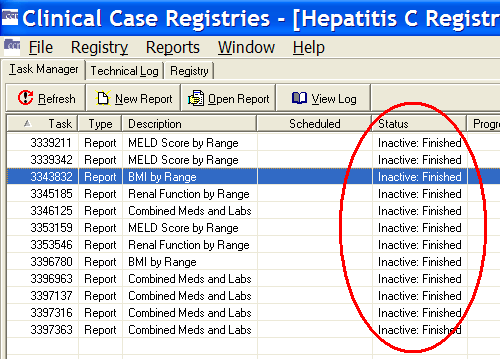 Clinical Case Registries - [Hepatitis C Registr
File Registry Reports Window Help
Task Manager Technical Log Registry
Refresh New Report Open Report View Log
Task Type Description Scheduled Status Progre
3339211 Report MELD Score by Range Inactive: Finished
3339342 Report MELD Score by Range Inactive: Finished
3343832 Report BMI by Range Inactive: Finished
3345185 Report Renal Function by Range Inactive: Finished
3346125 Report Combined Meds and Labs Inactive: Finished
3353159 Report MELD Score by Range Inactive: Finished
3353546 Report Renal Function by Range Inactive: Finished
3396780 Report BMI by Range Inactive: Finished
3396963 Report Combined Meds and Labs Inactive: Finished
3397137 Report Combined Meds and Labs Inactive: Finished
3397316 Report Combined Meds and Labs Inactive: Finished
3397363 Report Combined Meds and Labs Inactive: Finished